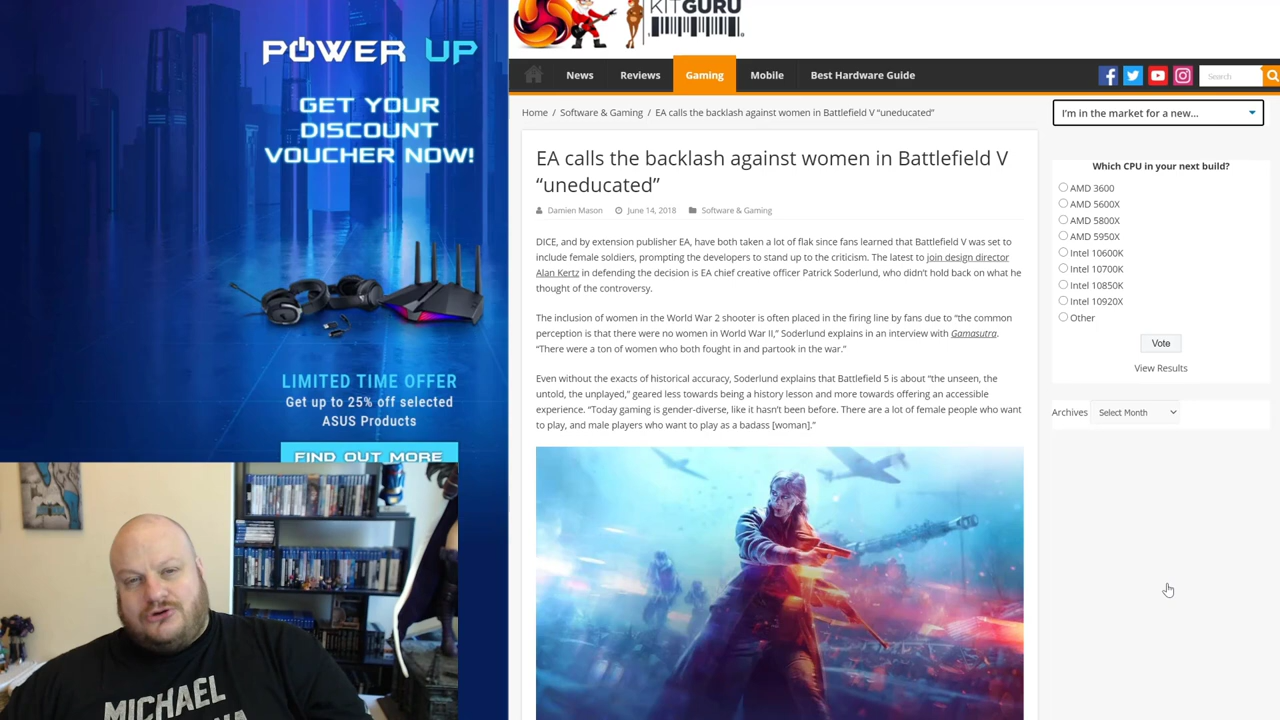 POWER UP
GET YOUR
DISCOUNT
VOUCHER NOW!
LIMITED TIME OFFER
Get up to 25% off selected
ASUS Products
FIND OUT MORE
MICHAEL
KITGURU
News
Reviews
Gaming
Mobile
Best Hardware Guide
Search
Home / Software & Gaming / EA calls the backlash against women in Battlefield V “uneducated”
EA calls the backlash against women in Battlefield V
“uneducated”
Damien Mason June 14, 2018 Software & Gaming
DICE, and by extension publisher EA, have both taken a lot of flak since fans learned that Battlefield V was set to
include female soldiers, prompting the developers to stand up to the criticism. The latest to join design director
Alan Kertz in defending the decision is EA chief creative officer Patrick Soderlund, who didn’t hold back on what he
thought of the controversy.
The inclusion of women in the World War 2 shooter is often placed in the firing line by fans due to “the common
perception is that there were no women in World War II,” Soderlund explains in an interview with Gamasutra.
“There were a ton of women who both fought in and partook in the war.”
Even without the exacts of historical accuracy, Soderlund explains that Battlefield 5 is about “the unseen, the
untold, the unplayed,” geared less towards being a history lesson and more towards offering an accessible
experience. “Today gaming is gender-diverse, like it hasn’t been before. There are a lot of female people who want
to play, and male players who want to play as a badass [woman].”
I’m in the market for a new...
Which CPU in your next build?
AMD 3600
AMD 5600X
AMD 5800X
AMD 5950X
Intel 10600K
Intel 10700K
Intel 10850K
Intel 10920X
Other
Vote
View Results
Archives Select Month